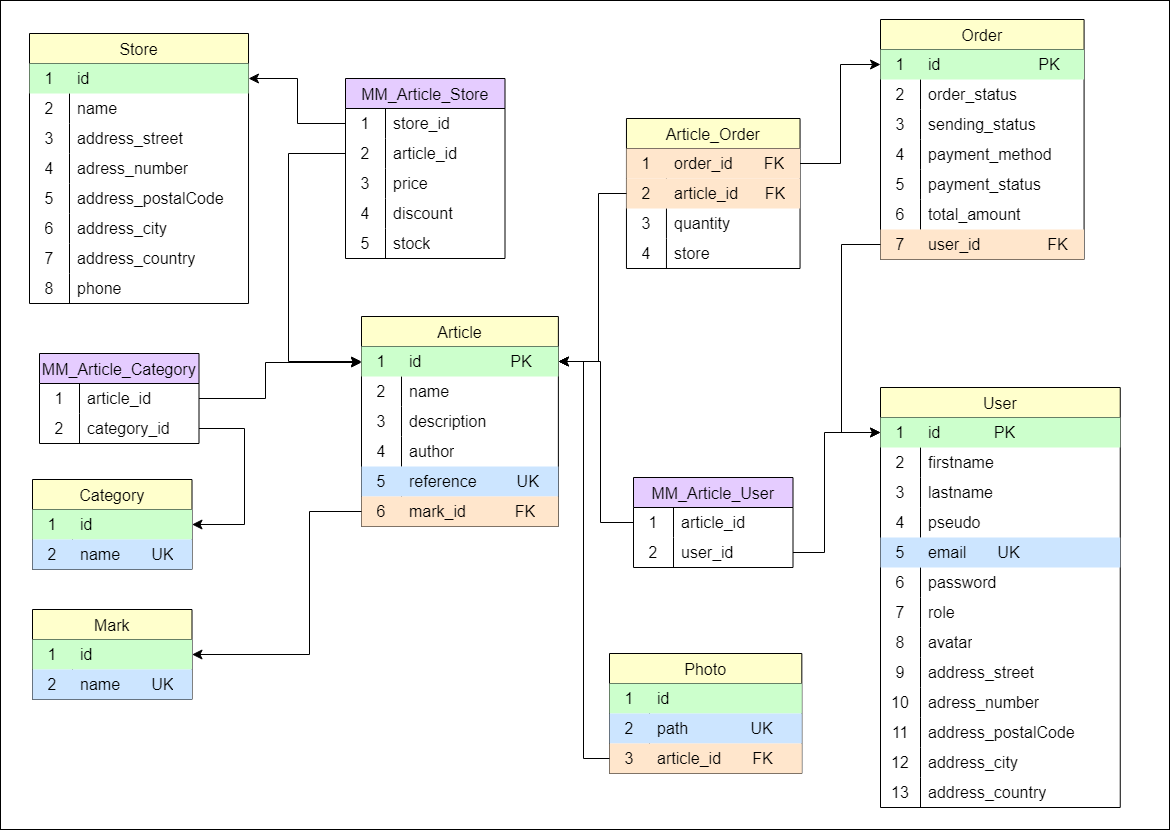 Store
1 id
2 name
3 address_street
4 adress_number
5 address_postalCode
6 address_city
7 address_country
8 phone
MM_Article_Store
1 store_id
2 article_id
3 price
4 discount
5 stock
Article_Order
1 order_id FK
2 article_id FK
3 quantity
4 store
Order
1 id PK
2 order_status
3 sending_status
4 payment_method
5 payment_status
6 total_amount
7 user_id FK
MM_Article_Category
1 article_id
2 category_id
Article
1 id PK
2 name
3 description
4 author
5 reference UK
6 mark_id FK
Category
1 id
2 name UK
Mark
1 id
2 name UK
MM_Article_User
1 article_id
2 user_id
Photo
1 id
2 path UK
3 article_id FK
User
1 id PK
2 firstname
3 lastname
4 pseudo
5 email UK
6 password
7 role
8 avatar
9 address_street
10 adress_number
11 address_postalCode
12 address_city
13 address_country